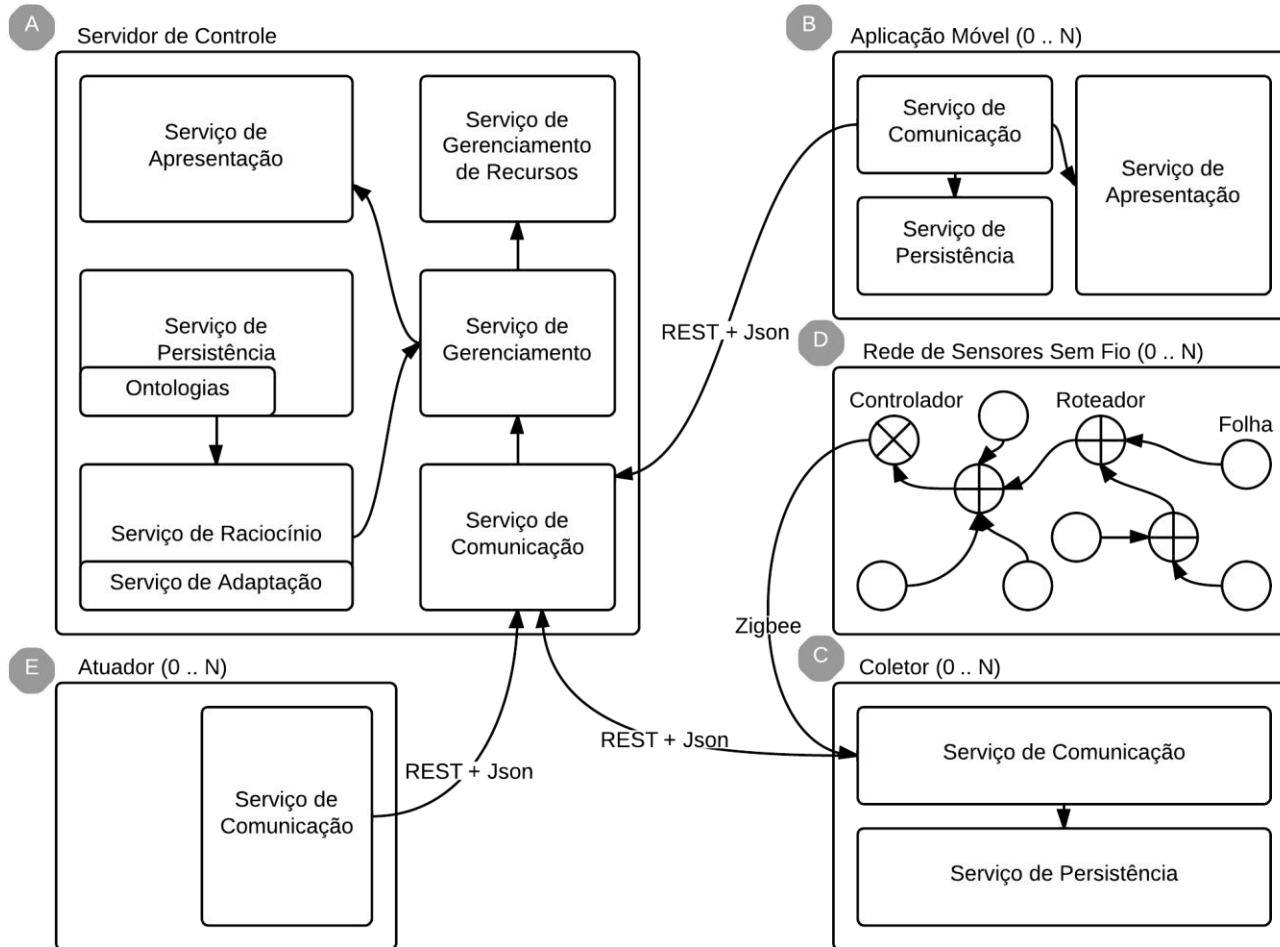 A
Servidor de Controle
Serviço de
Apresentação
Serviço de
Gerenciamento
de Recursos
Serviço de
Persistência
Ontologias
Serviço de
Gerenciamento
Serviço de Raciocínio
Serviço de Adaptação
Serviço de
Comunicação
B
Aplicação Móvel (0 .. N)
Serviço de
Comunicação
Serviço de
Persistência
Serviço de
Apresentação
REST + Json
D
Rede de Sensores Sem Fio (0 .. N)
Controlador
Roteador
Folha
Zigbee
E
Atuador (0 .. N)
Serviço de
Comunicação
REST + Json
REST + Json
C
Coletor (0 .. N)
Serviço de Comunicação
Serviço de Persistência